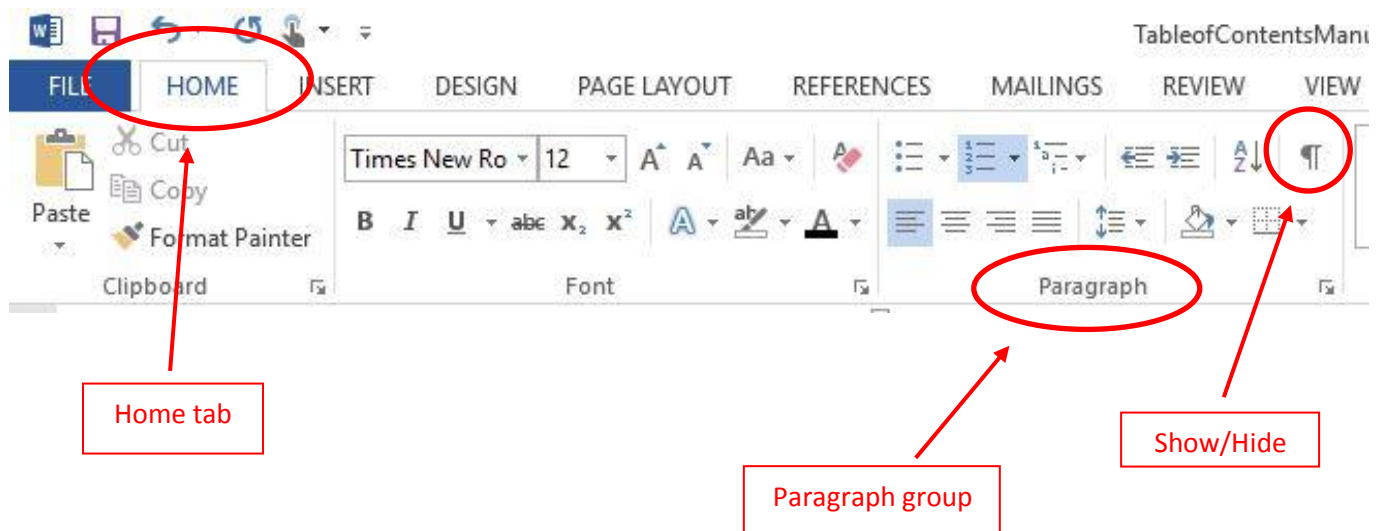 TableofContentsManu
FILE HOME INSERT DESIGN PAGE LAYOUT REFERENCES MAILINGS REVIEW VIEW
Cut
Copy
Paste
Format Painter
Clipboard
Times New Ro 12 A A Aa
B I U abc X₂ X² A aby A
Font
A Z ¶
Paragraph
Home tab
Paragraph group
Show/Hide